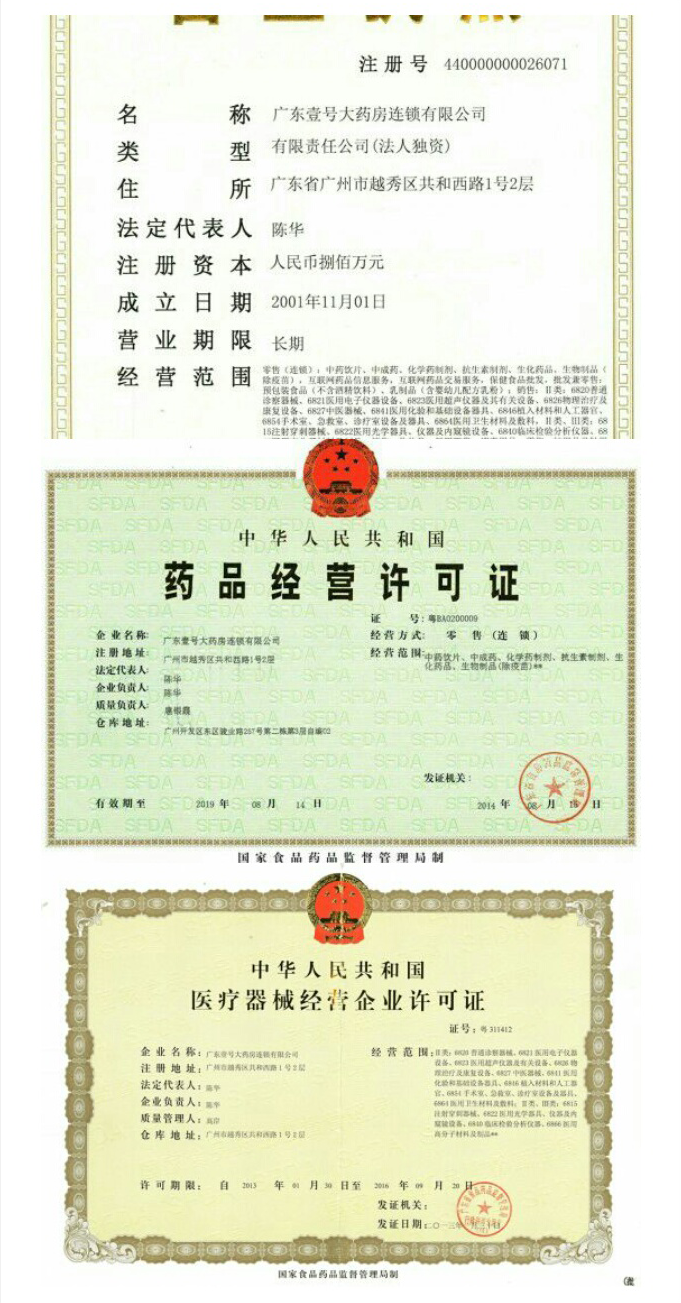 注册号 440000000026071
名称 广东壹号大药房连锁有限公司
类型 有限责任公司(法人独资)
住所 广东省广州市越秀区共和西路1号2层
法定代表人 陈华
注册资本 人民币捌佰万元
成立日期 2001年11月01日
营业期限 长期
经营范围 零售（连锁）：中药饮片、中成药、化学药制剂、抗生素制剂、生化药品、生物制品（
除疫苗），互联网药品信息服务，互联网药品交易服务，保健食品批发，批发兼零售：
预包装食品（不含酒精饮料）、乳制品（含婴幼儿配方乳粉）；销售：Ⅱ类：6820普通
诊察器械、6821医用电子仪器设备、6823医用超声仪器及其有关设备、6826物理治疗及
康复设备、6827中医器械、6841医用化验和基础设备器具、6846植入材料和人工器官、
6854手术室、急救室、诊疗室设备及器具、6864医用卫生材料及敷料，Ⅱ类、Ⅲ类：68
15注射穿刺器械、6822医用光学器具、仪器及内窥镜设备、6840临床检验分析仪器、68
中华人民共和国
药品经营许可证
证号：粤BA0200009
企业名称: 广东壹号大药房连锁有限公司
经营方式: 零售（连锁）
注册地址: 广州市越秀区共和西路1号2层
经营范围: 中药饮片、中成药、化学药制剂、抗生素制剂、生
化药品、生物制品(除疫苗)**
法定代表人: 陈华
企业负责人: 陈华
质量负责人: 唐银霞
仓库地址: 广州开发区东区骏业路257号第二栋第3层自编02
发证机关：
有效期至 2019年08月14日
2014年08月15日
国家食品药品监督管理局制
中华人民共和国
医疗器械经营企业许可证
证号：粤311412
企业名称：广东壹号大药房连锁有限公司
注册地址：广州市越秀区共和西路1号2层
法定代表人：陈华
企业负责人：陈华
质量管理人：
仓库地址：广州市越秀区共和西路1号2层
经营范围：Ⅱ类：6820普通诊察器械、6821医用电子仪器
设备、6823医用超声仪器及有关设备、6826物
理治疗及康复设备、6827中医器械、6841医用
化验和基础设备器具、6846植入材料和人工器
官、6854手术室、急救室、诊疗室设备及器具、
6864医用卫生材料及敷料；Ⅱ类、Ⅲ类：6815
注射穿刺器械、6822医用光学器具、仪器及内
窥镜设备、6840临床检验分析仪器、6866医用
高分子材料及制品**
许可期限：自2013年01月30日至2016年09月20日
发证机关：
发证日期：
国家食品药品监督管理局制